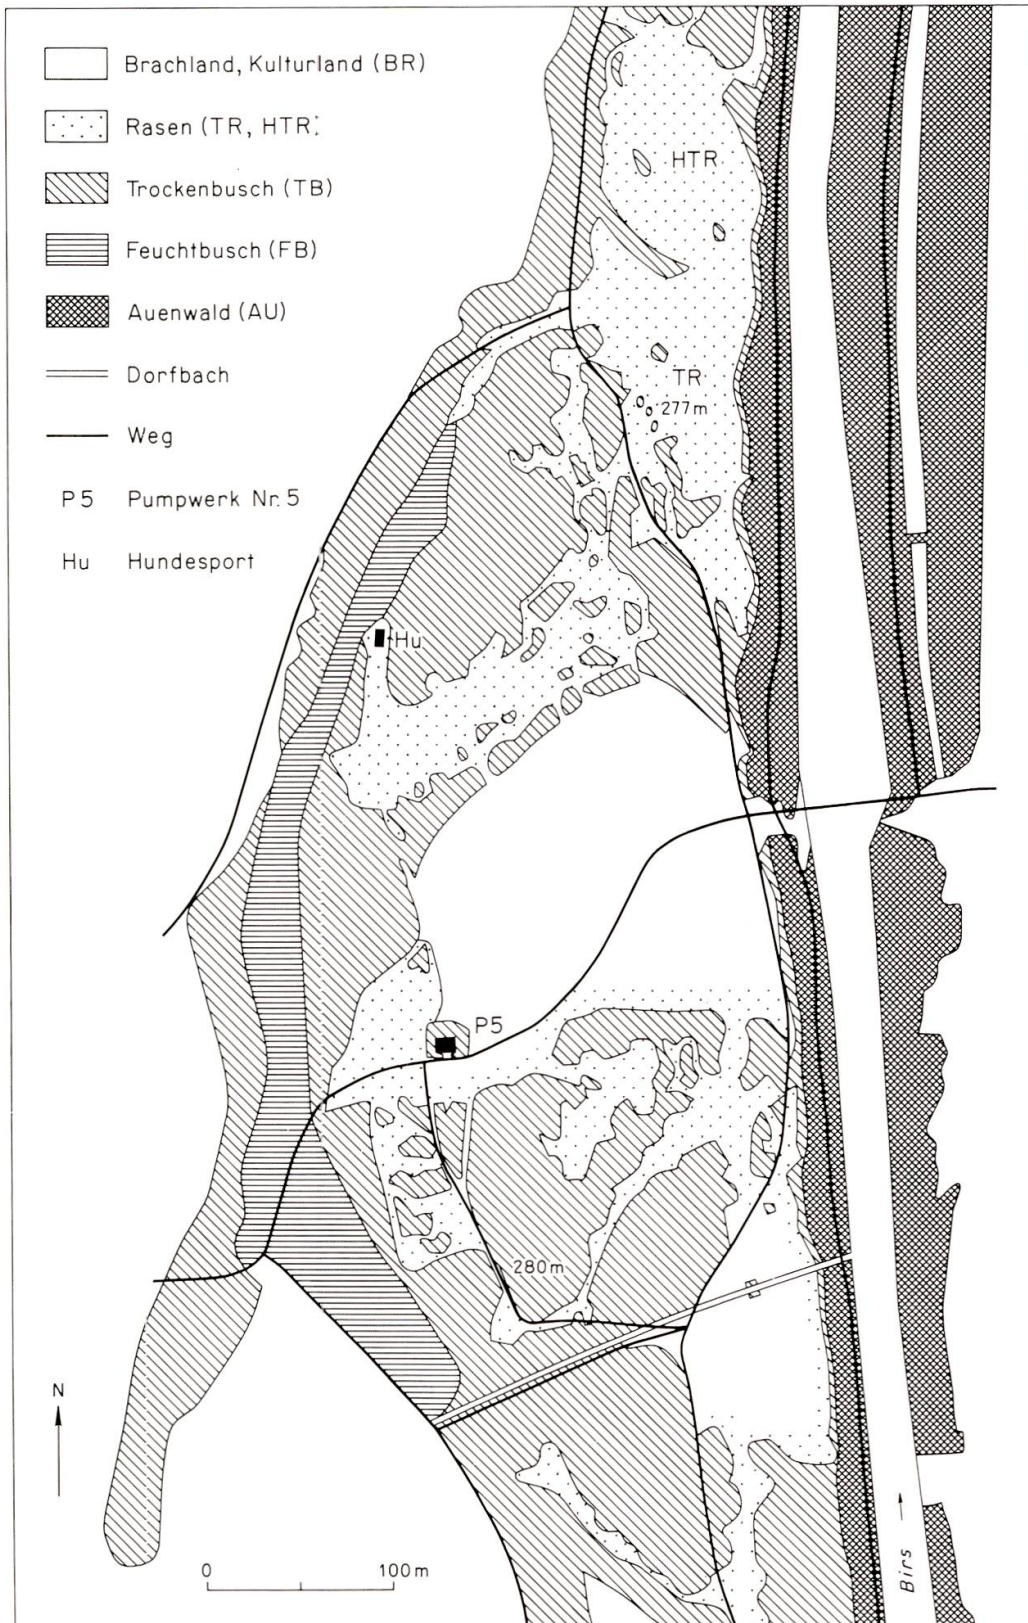 Brachland, Kulturland (BR)
Rasen (TR, HTR)
Trockenbusch (TB)
Feuchtbusch (FB)
Auenwald (AU)
Dorfbach
Weg
P5 Pumpwerk Nr. 5
Hu Hundesport
HTR
TR
277m
Hu
P5
280m
N
0 100m
Birs